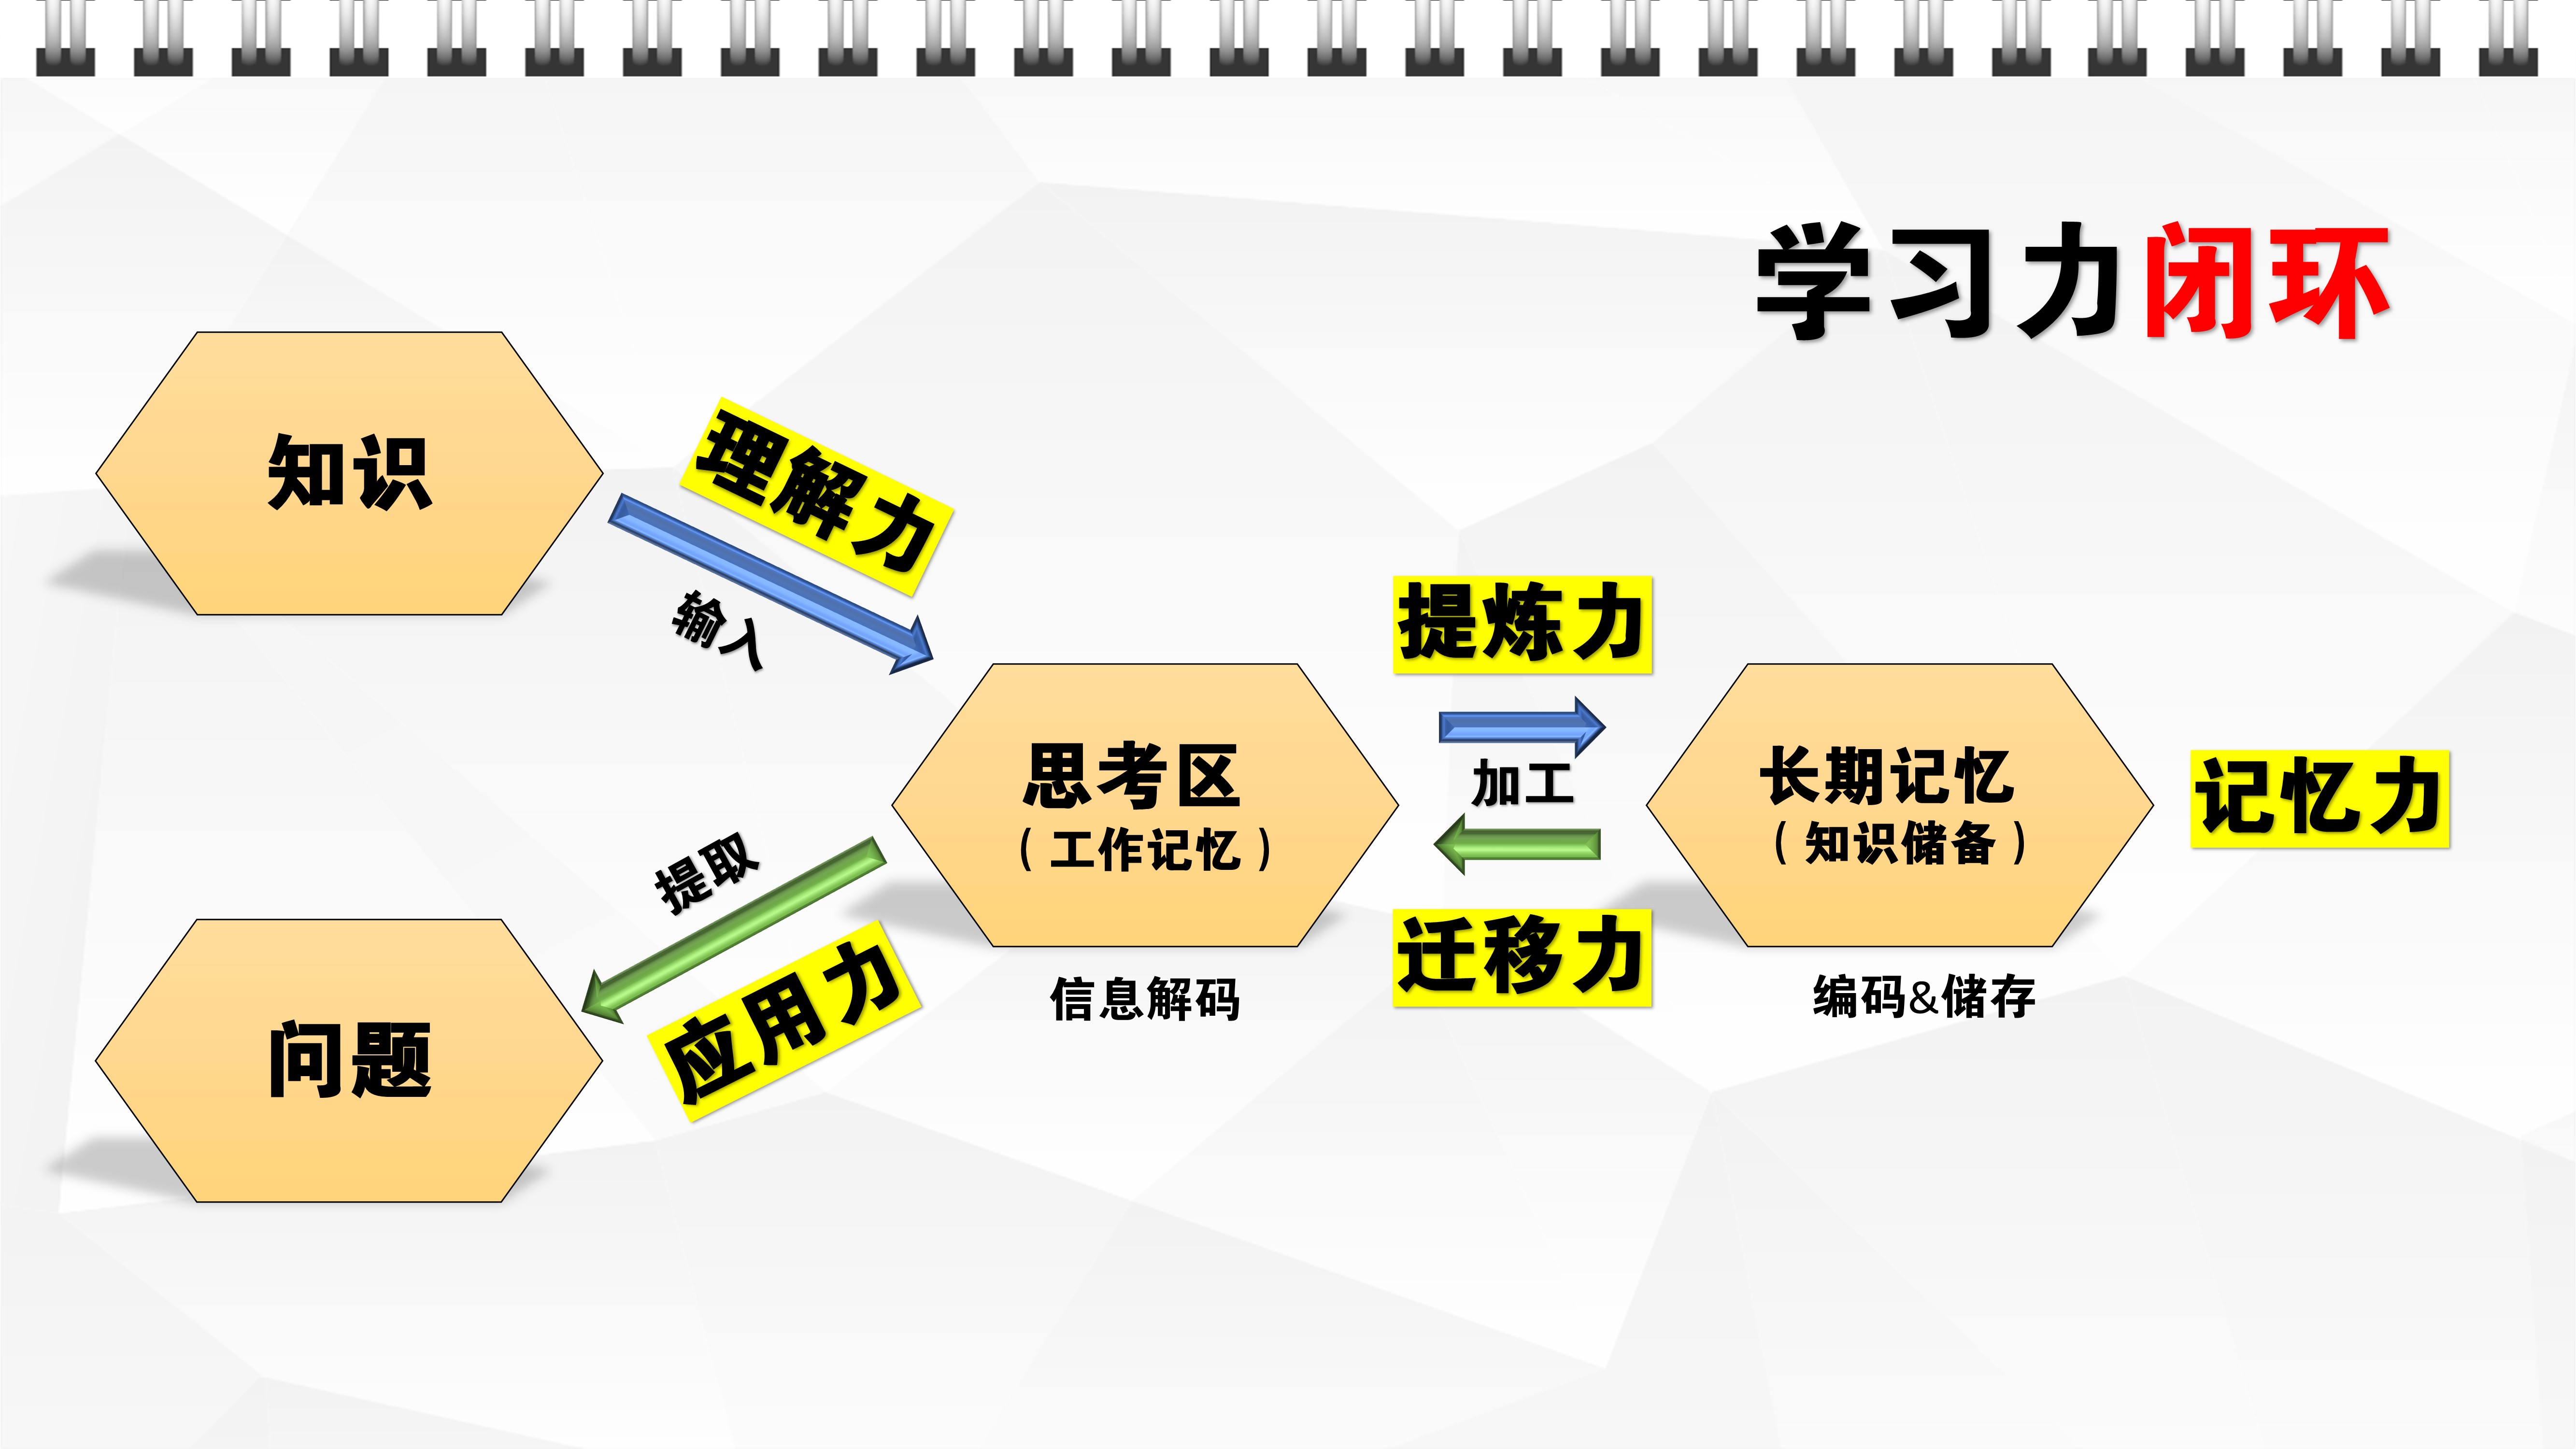 学习力闭环
知识
理解力
输入
提炼力
加工
思考区
（工作记忆）
长期记忆
（知识储备）
记忆力
提取
应用力
迁移力
信息解码
编码&储存
问题